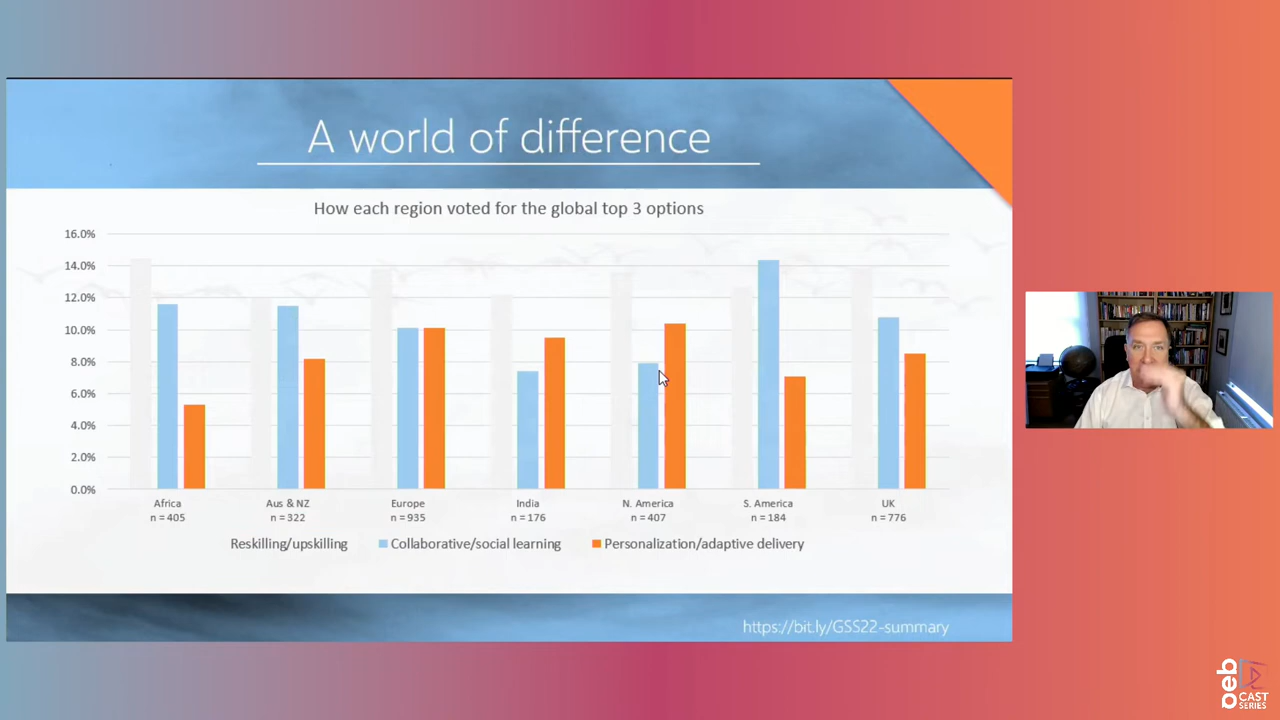 A world of difference
How each region voted for the global top 3 options
16.0%
14.0%
12.0%
10.0%
8.0%
6.0%
4.0%
2.0%
0.0%
Africa Aus & NZ Europe India N. America S. America UK
n = 405 n = 322 n = 935 n = 176 n = 407 n = 184 n = 776
Reskilling/upskilling Collaborative/social learning Personalization/adaptive delivery
https://bit.ly/GSS22-summary
oeb
CAST
SERIES